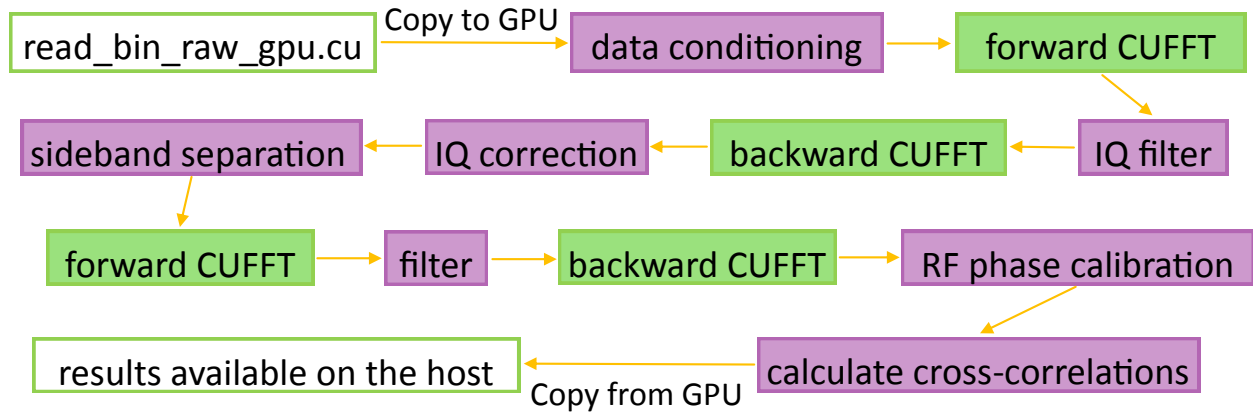 read_bin_raw_gpu.cu
Copy to GPU
data conditioning
forward CUFFT
IQ filter
backward CUFFT
IQ correction
sideband separation
forward CUFFT
filter
backward CUFFT
RF phase calibration
calculate cross-correlations
Copy from GPU
results available on the host